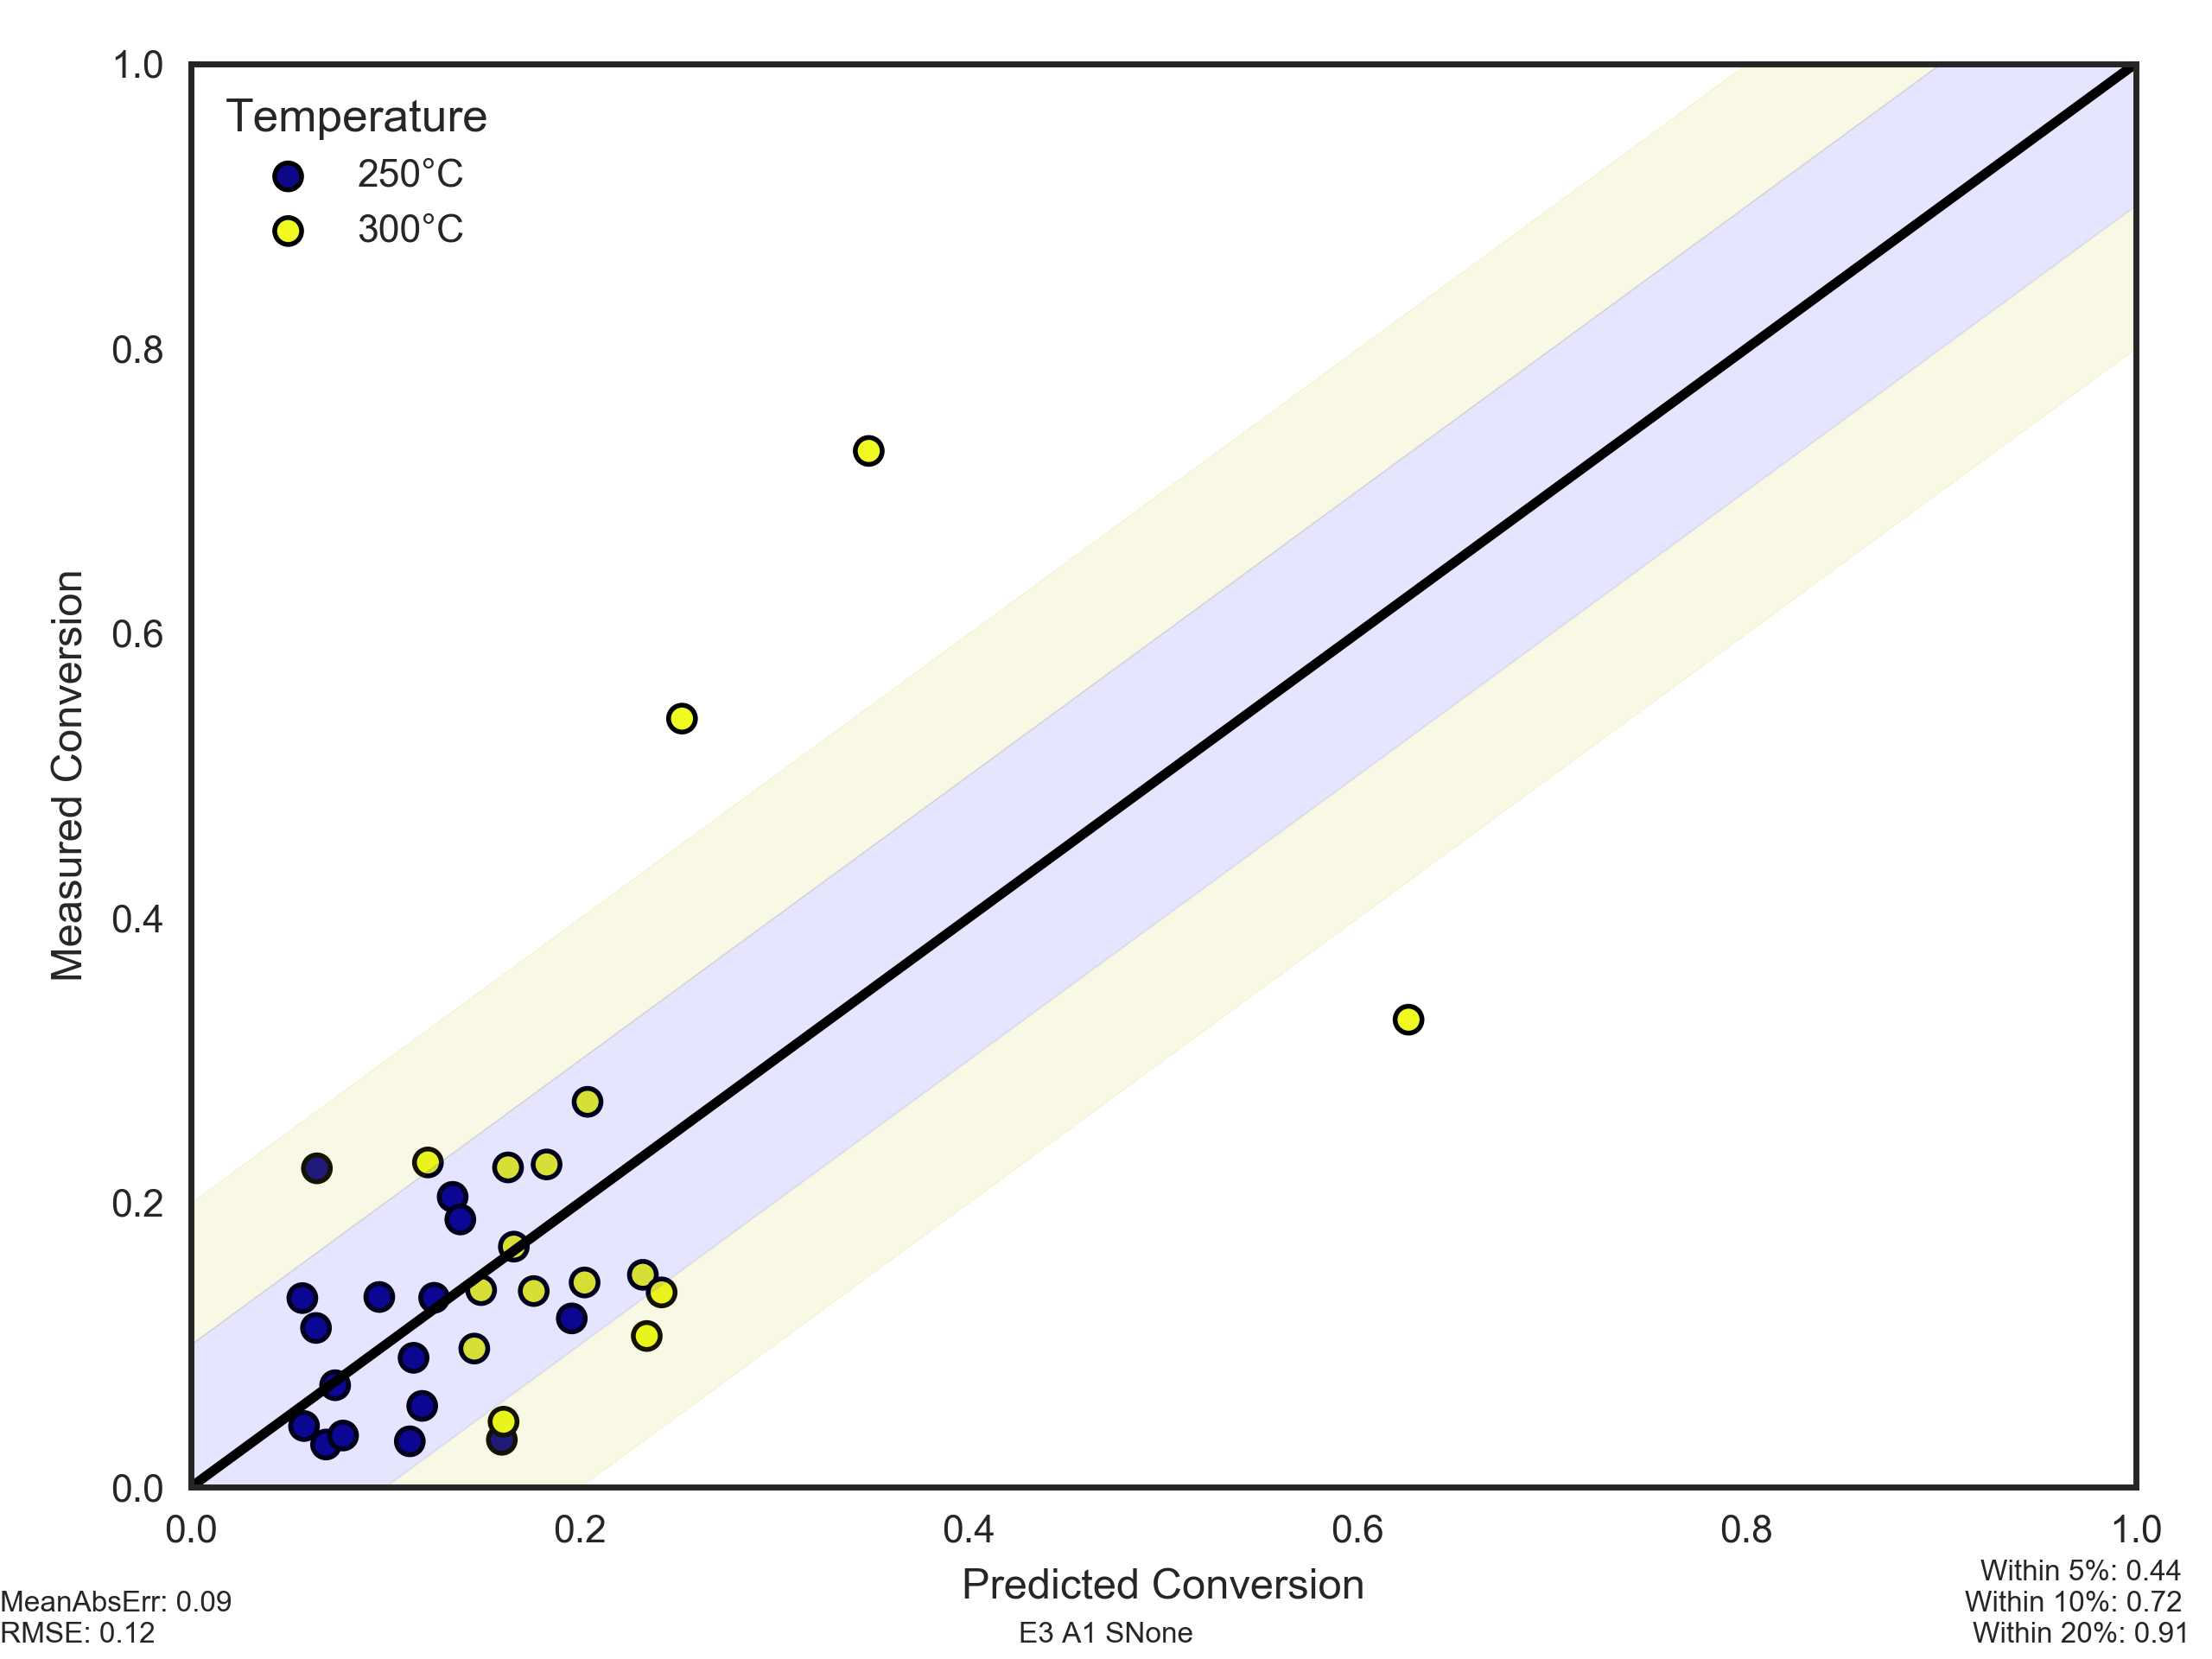 1.0
0.8
0.6
0.4
0.2
0.0
Measured Conversion
Temperature
250°C
300°C
0.0 0.2 0.4 0.6 0.8 1.0
Predicted Conversion
E3 A1 SNone
MeanAbsErr: 0.09
RMSE: 0.12
Within 5%: 0.44
Within 10%: 0.72
Within 20%: 0.91